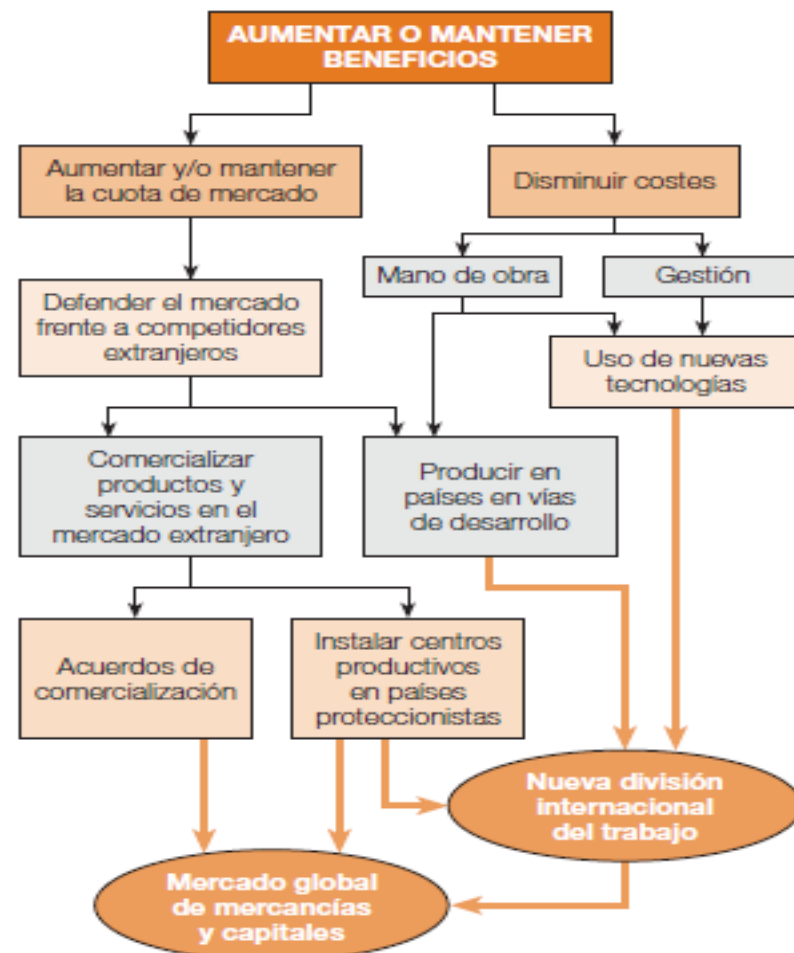 AUMENTAR O MANTENER
BENEFICIOS
Aumentar y/o mantener
la cuota de mercado
Disminuir costes
Mano de obra
Gestión
Defender el mercado
frente a competidores
extranjeros
Uso de nuevas
tecnologías
Comercializar
productos y
servicios en el
mercado extranjero
Producir en
países en vías
de desarrollo
Acuerdos de
comercialización
Instalar centros
productivos
en países
proteccionistas
Nueva división
internacional
del trabajo
Mercado global
de mercancías
y capitales